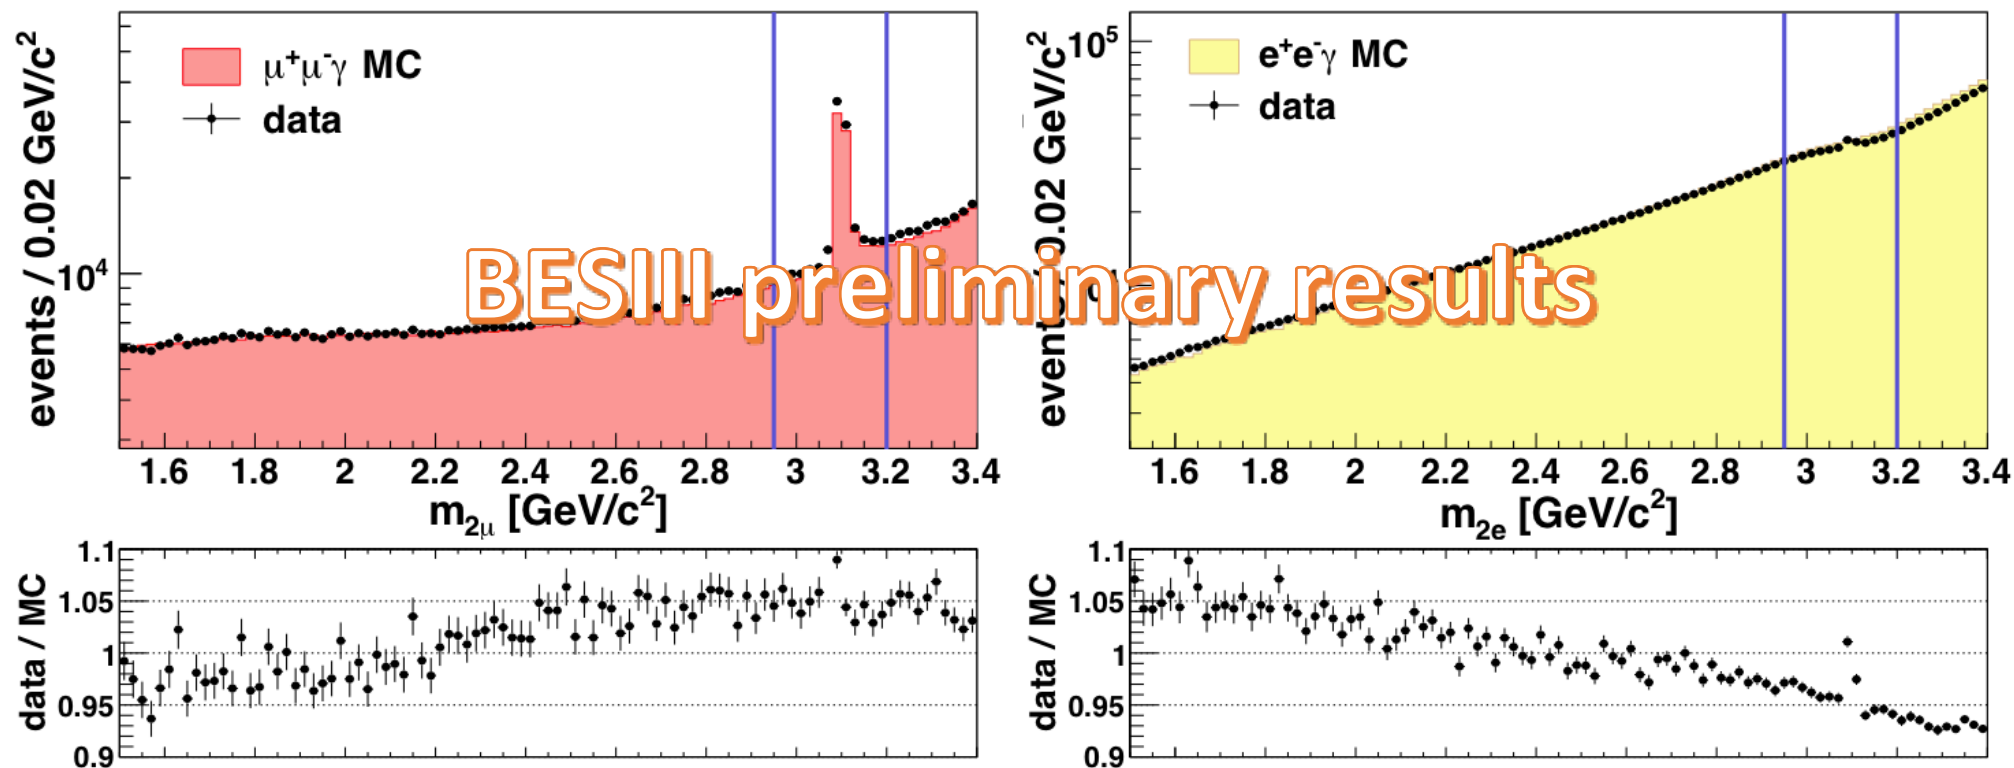 μ⁺μ⁻γ MC
data
events / 0.02 GeV/c²
10⁴
1.6 1.8 2 2.2 2.4 2.6 2.8 3 3.2 3.4
m₂μ [GeV/c²]
data / MC
1.1
1.05
1
0.95
0.9
e⁺e⁻γ MC
data
events / 0.02 GeV/c²
10⁵
1.6 1.8 2 2.2 2.4 2.6 2.8 3 3.2 3.4
m₂ₑ [GeV/c²]
data / MC
1.1
1.05
1
0.95
0.9
BESIII preliminary results